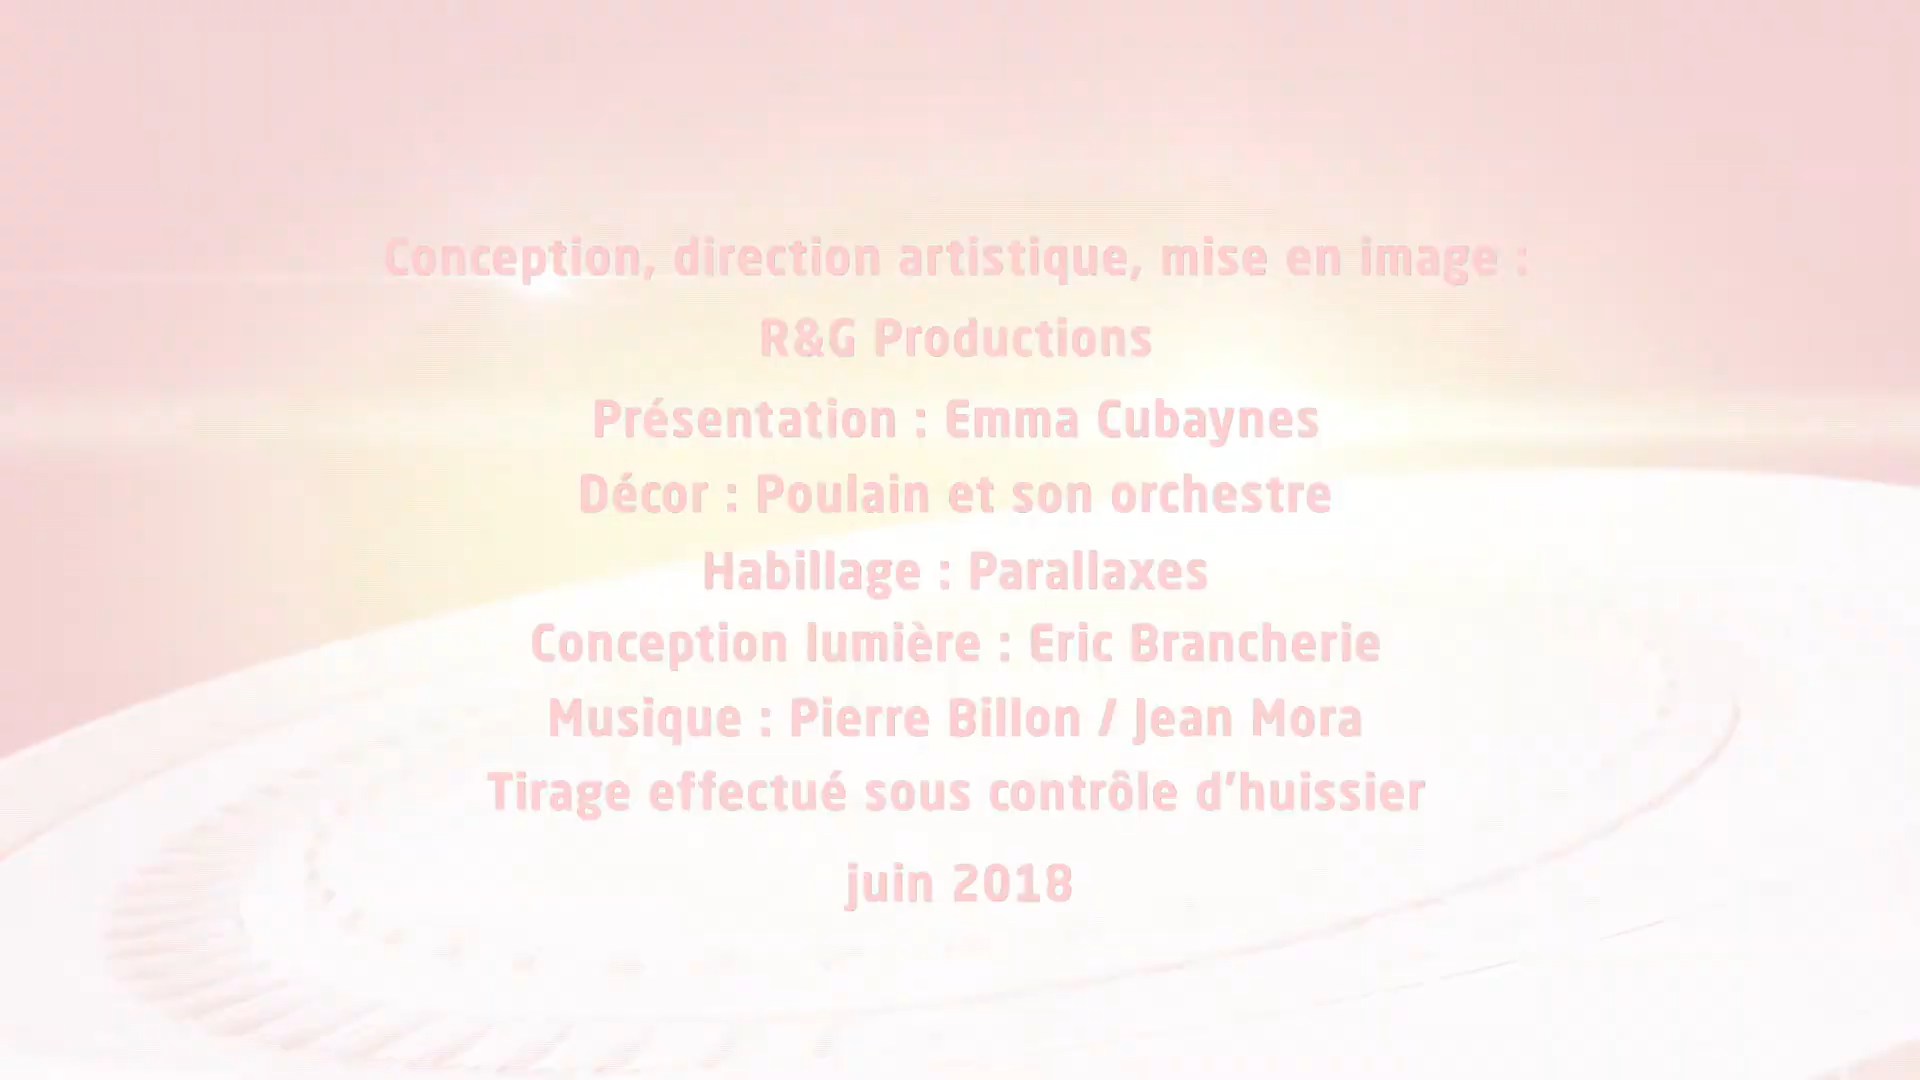 Conception, direction artistique, mise en image :
R&G Productions
Présentation : Emma Cubaynes
Décor : Poulain et son orchestre
Habillage : Parallaxes
Conception lumière : Eric Brancherie
Musique : Pierre Billon / Jean Mora
Tirage effectué sous contrôle d'huissier
juin 2018